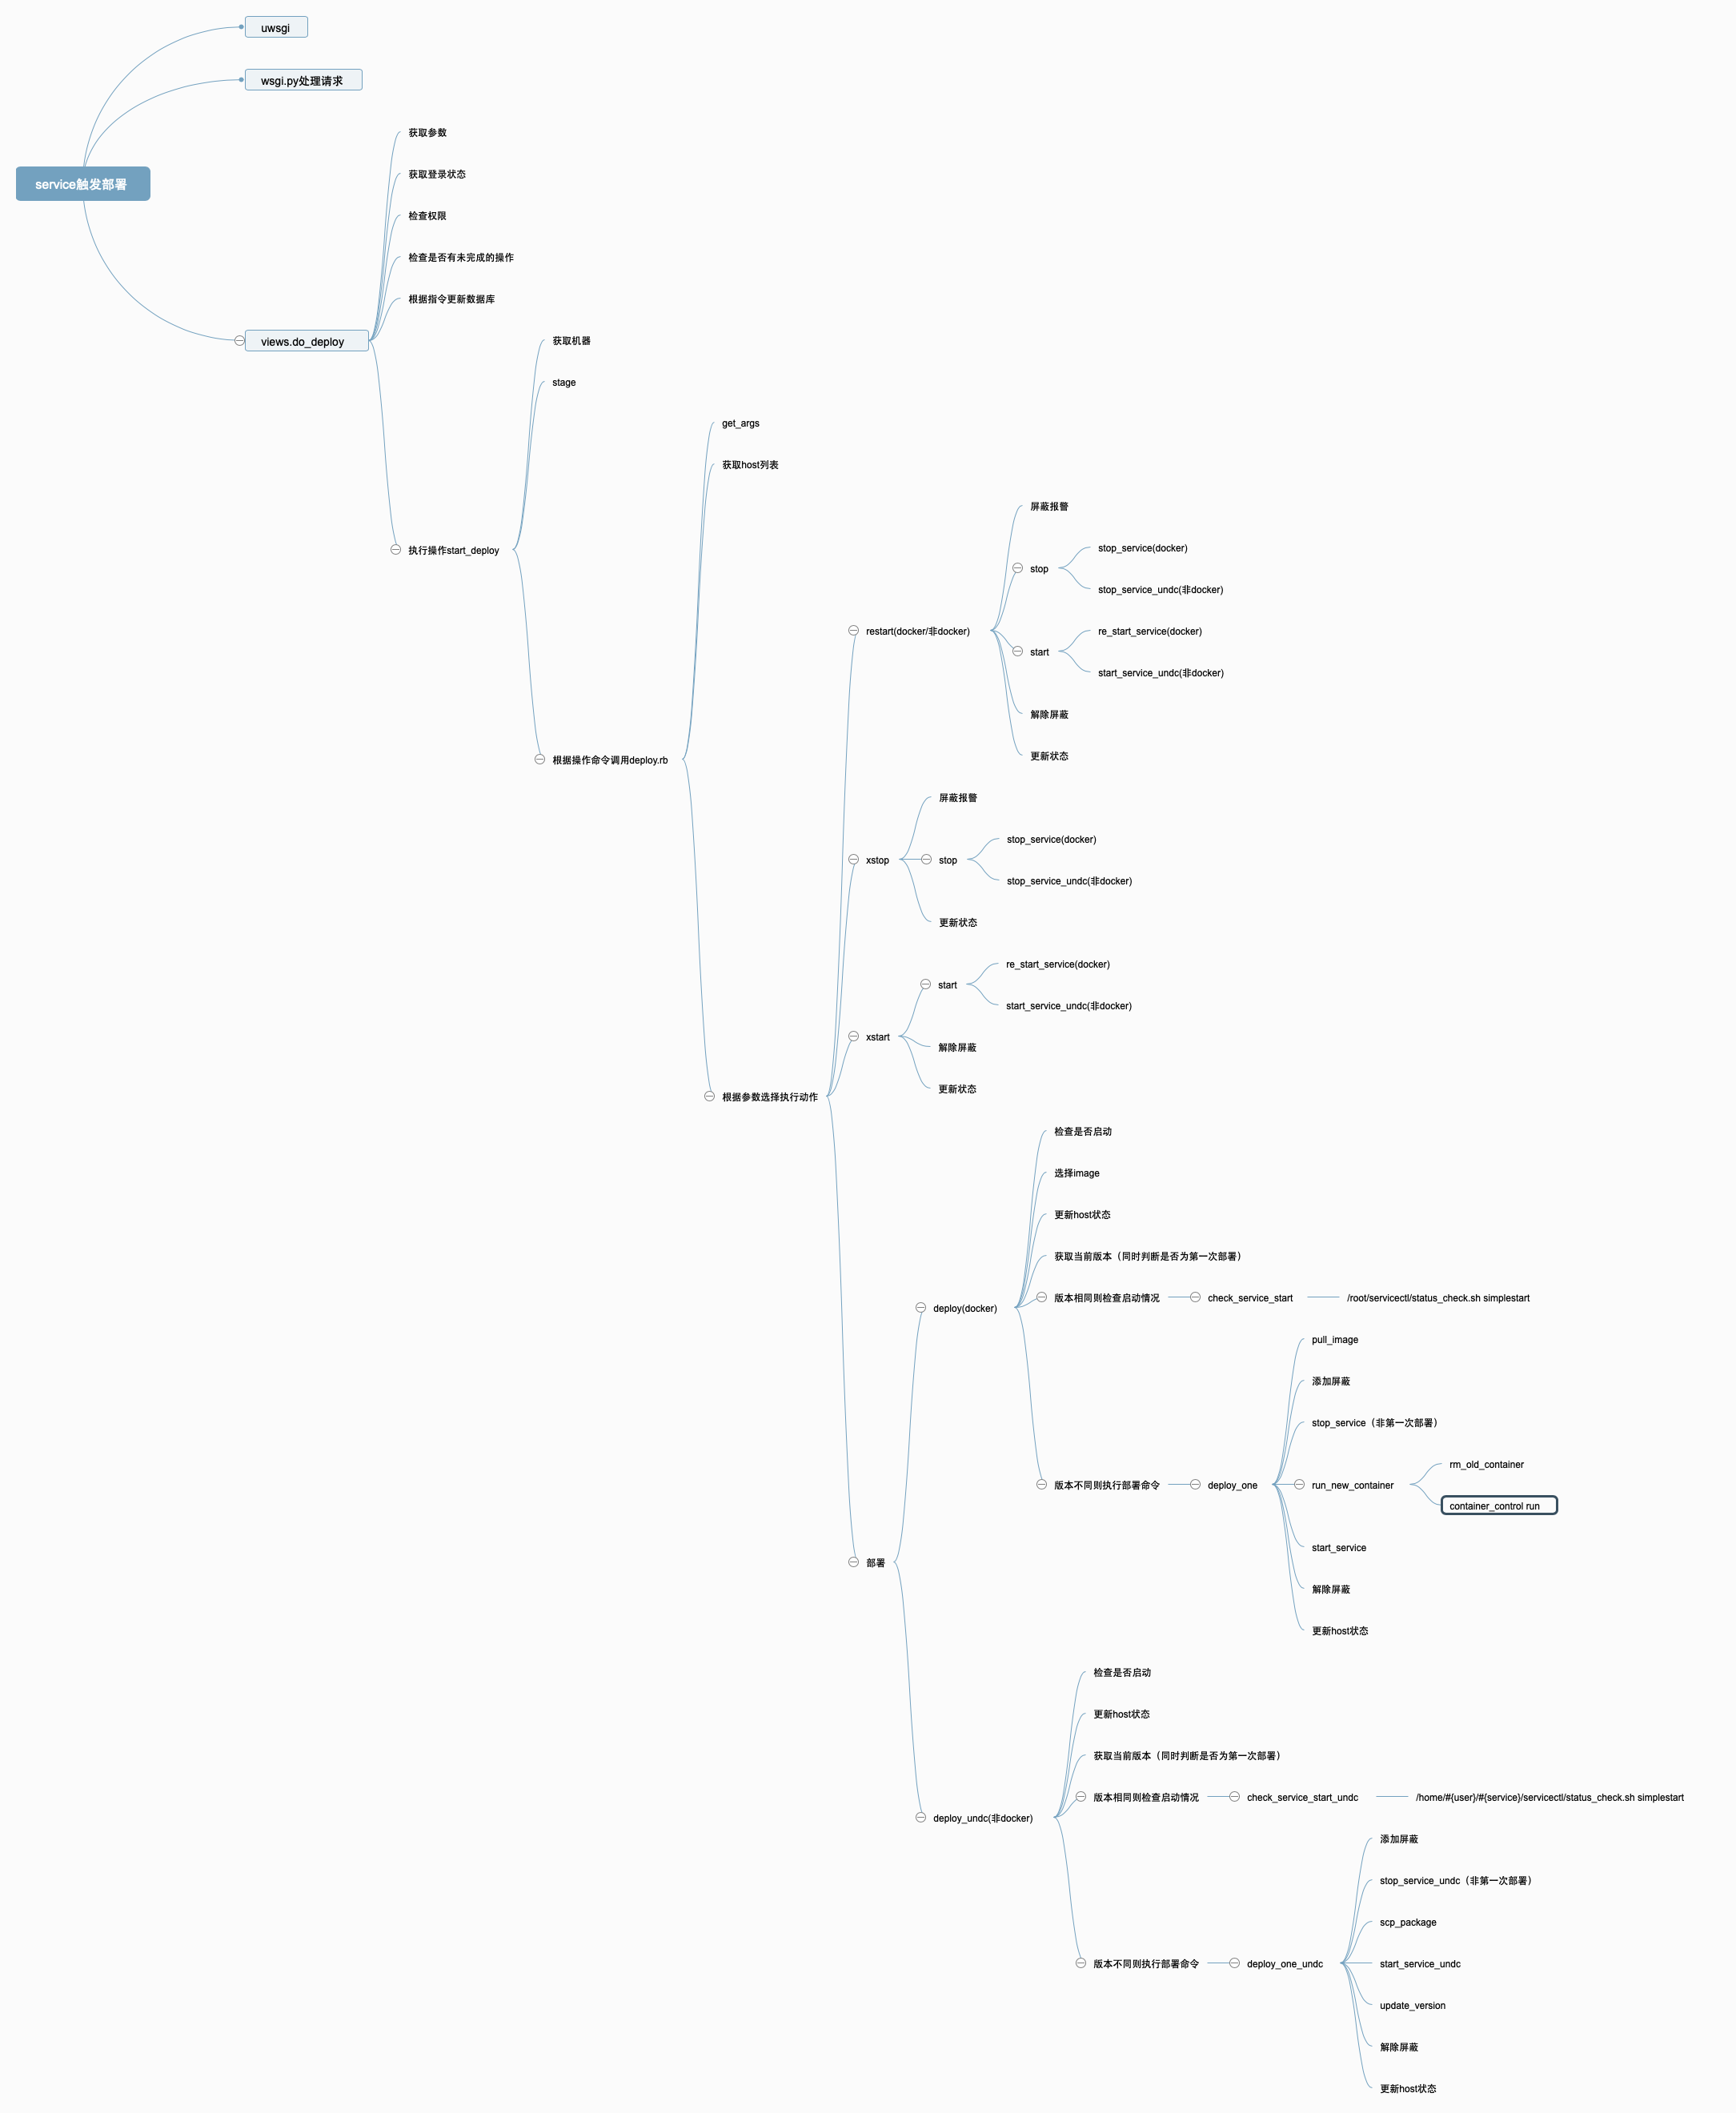 uwsgi
wsgi.py处理请求
service触发部署
views.do_deploy
获取参数
获取登录状态
检查权限
检查是否有未完成的操作
根据指令更新数据库
执行操作start_deploy
获取机器
stage
根据操作命令调用deploy.rb
get_args
获取host列表
根据参数选择执行动作
restart(docker/非docker)
屏蔽报警
stop
stop_service(docker)
stop_service_undc(非docker)
start
re_start_service(docker)
start_service_undc(非docker)
解除屏蔽
更新状态
xstop
屏蔽报警
stop
stop_service(docker)
stop_service_undc(非docker)
更新状态
xstart
start
re_start_service(docker)
start_service_undc(非docker)
解除屏蔽
更新状态
部署
deploy(docker)
检查是否启动
选择image
更新host状态
获取当前版本（同时判断是否为第一次部署）
版本相同则检查启动情况
check_service_start
/root/servicectl/status_check.sh simplestart
版本不同则执行部署命令
deploy_one
pull_image
添加屏蔽
stop_service（非第一次部署）
run_new_container
rm_old_container
container_control run
start_service
解除屏蔽
更新host状态
deploy_undc(非docker)
检查是否启动
更新host状态
获取当前版本（同时判断是否为第一次部署）
版本相同则检查启动情况
check_service_start_undc
/home/#{user}/#{service}/servicectl/status_check.sh simplestart
版本不同则执行部署命令
deploy_one_undc
添加屏蔽
stop_service_undc（非第一次部署）
scp_package
start_service_undc
update_version
解除屏蔽
更新host状态